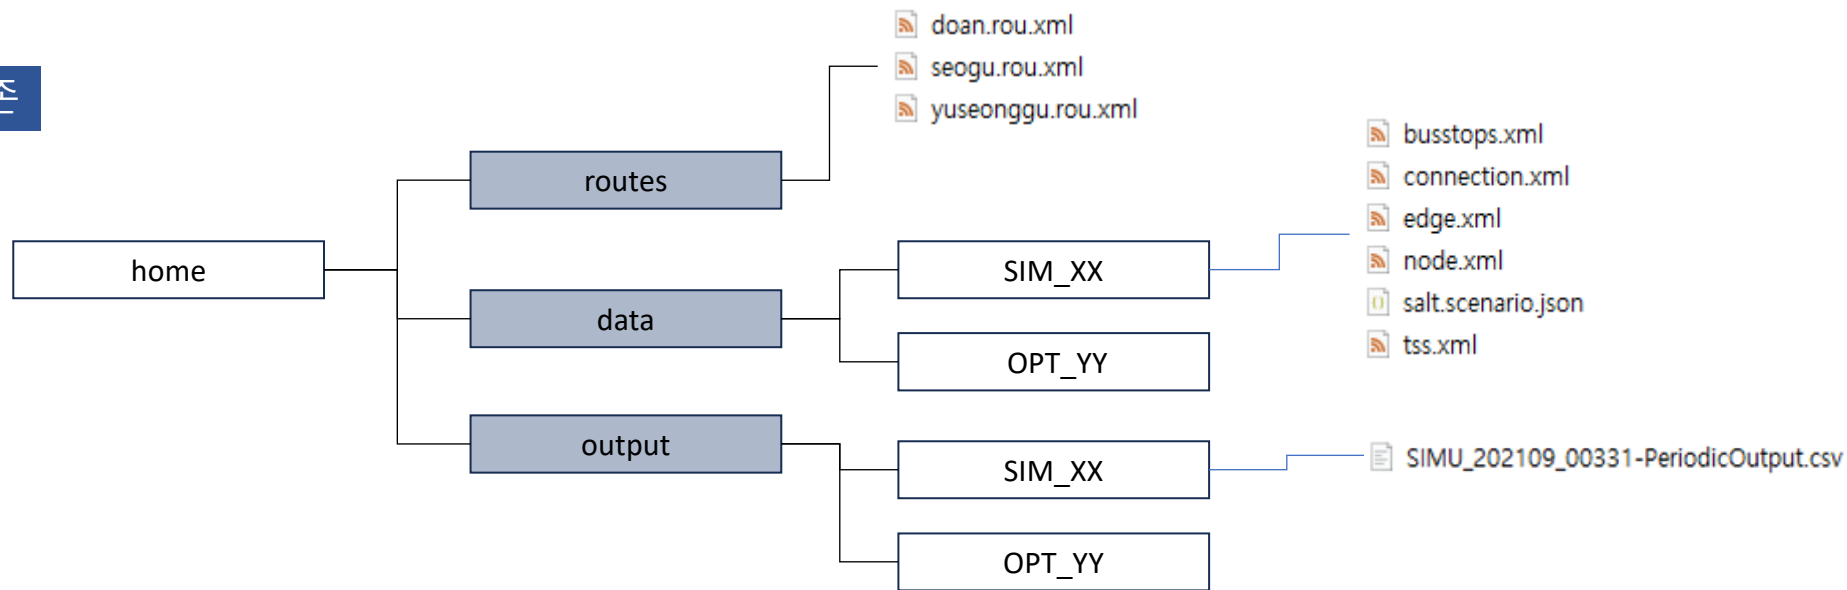 존
home
routes
data
output
doan.rou.xml
seogu.rou.xml
yuseonggu.rou.xml
SIM_XX
OPT_YY
busstops.xml
connection.xml
edge.xml
node.xml
salt.scenario.json
tss.xml
SIM_XX
OPT_YY
SIMU_202109_00331-PeriodicOutput.csv